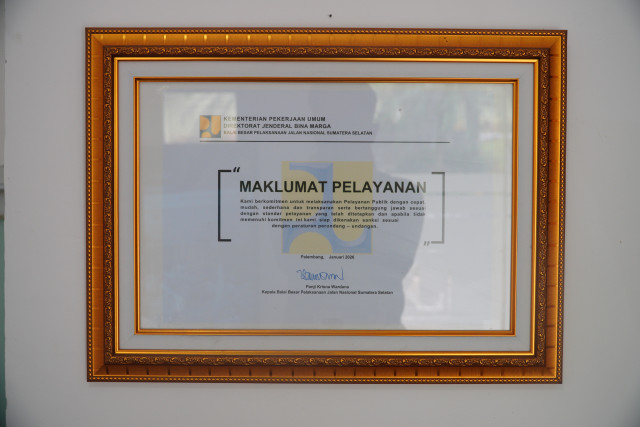 KEMENTERIAN PEKERJAAN UMUM
DIREKTORAT JENDERAL BINA MARGA
BALAI BESAR PELAKSANAAN JALAN NASIONAL SUMATERA SELATAN
MAKLUMAT PELAYANAN
Kami berkomitmen untuk melaksanakan Pelayanan Publik dengan cepat,
mudah, sederhana dan transparan serta bertanggung jawab sesuai
dengan standar pelayanan yang telah ditetapkan dan apabila tidak
memenuhi komitmen ini kami siap dikenakan sanksi sesuai
dengan peraturan perundang – undangan.
Palembang, Januari 2026
Panji Krisna Wardana
Kepala Balai Besar Pelaksanaan Jalan Nasional Sumatera Selatan